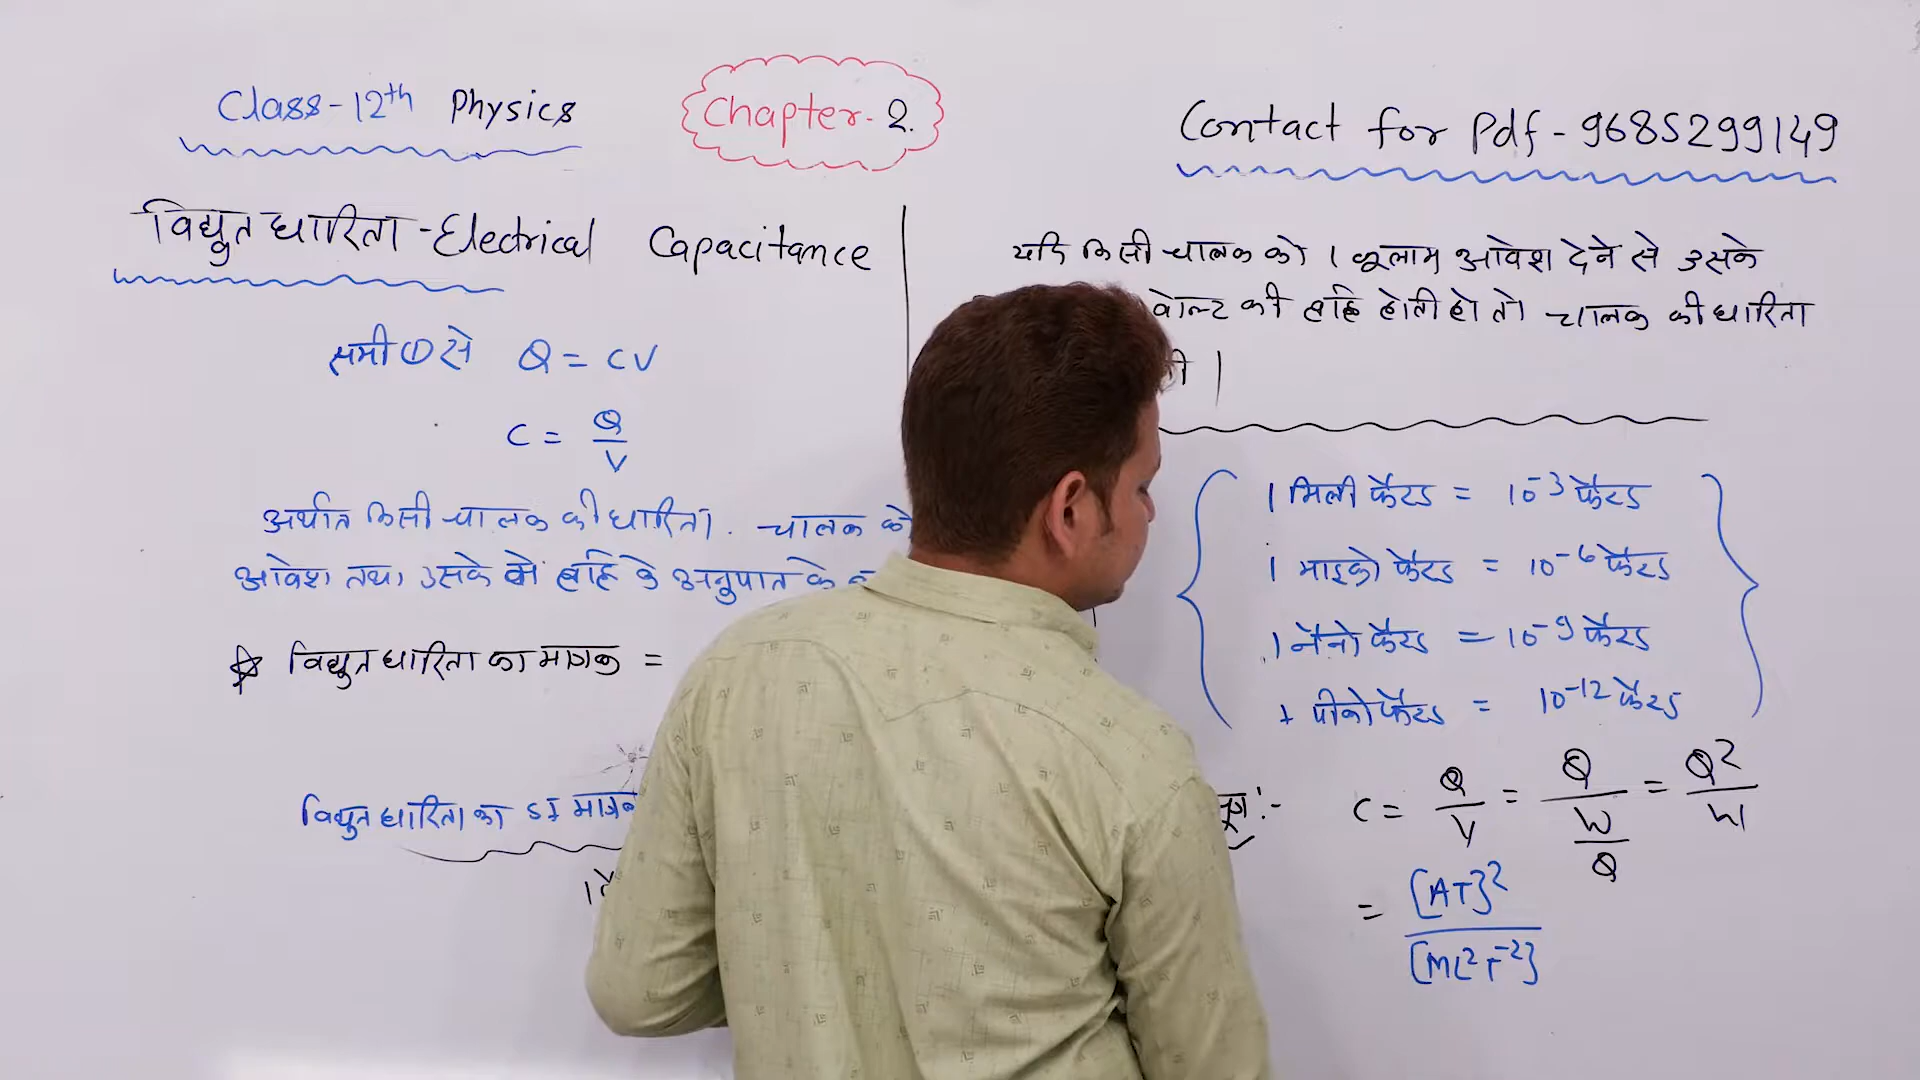 Class-12th Physics
Chapter-2.
Contact for Pdf - 9685299149
विद्युत धारिता - Electrical Capacitance
समी ① से Q = CV
C = Q/V
अर्थात किसी चालक की धारिता. चालक को
आवेश तथा उसके में वृद्धि के अनुपात के
☆ विद्युत धारिता का मात्रक =
विद्युत धारिता का SI मात्रक
यदि किसी चालक को 1 कूलाम आवेश देने से उसके
वोल्ट की वृद्धि होती हो तो चालक की धारिता
1 मिली फैरड = 10-3 फैरड
1 माइक्रो फैरड = 10-6 फैरड
1 नैनो फैरड = 10-9 फैरड
1 पीको फैरड = 10-12 फैरड
C = Q/V = Q/(W/Q) = Q2/W
= [AT]2/[ML2T-2]